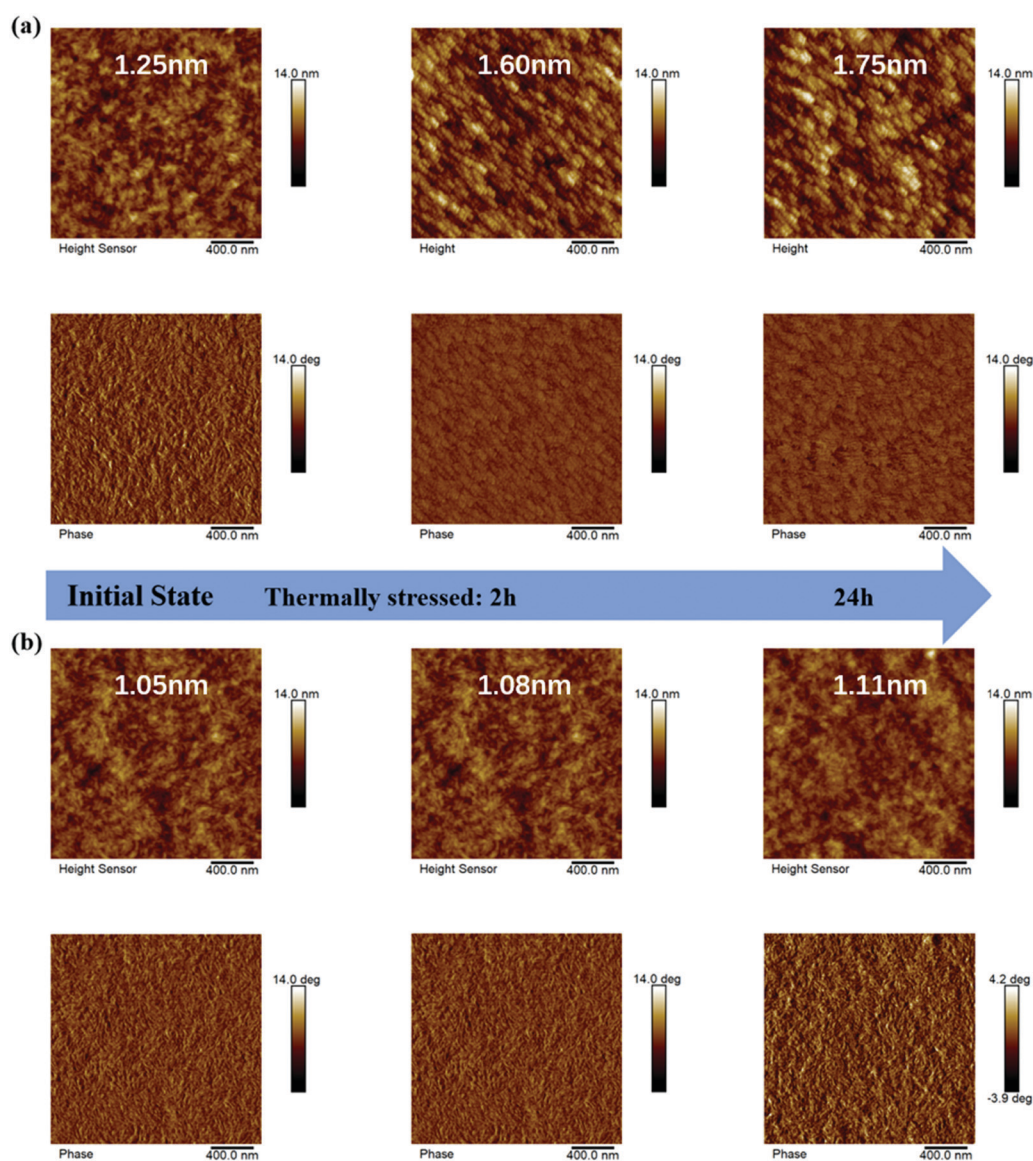 (a)
1.25nm
14.0 nm
Height Sensor
400.0 nm
1.60nm
14.0 nm
Height
400.0 nm
1.75nm
14.0 nm
Height
400.0 nm
14.0 deg
Phase
400.0 nm
14.0 deg
Phase
400.0 nm
14.0 deg
Phase
400.0 nm
Initial State
Thermally stressed: 2h
24h
(b)
1.05nm
14.0 nm
Height Sensor
400.0 nm
1.08nm
14.0 nm
Height Sensor
400.0 nm
1.11nm
14.0 nm
Height Sensor
400.0 nm
14.0 deg
Phase
400.0 nm
14.0 deg
Phase
400.0 nm
4.2 deg
-3.9 deg
Phase
400.0 nm